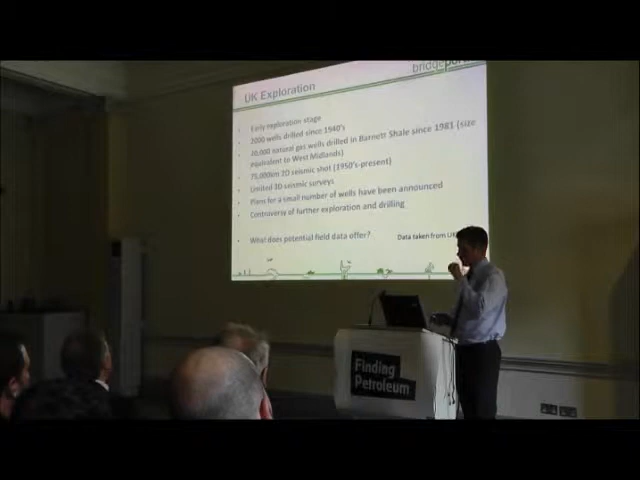 bridgepor
UK Exploration
Early exploration stage
2000 wells drilled since 1940's
20,000 natural gas wells drilled in Barnett Shale since 1981 (size
equivalent to West Midlands)
75,000km 2D seismic shot (1950's-present)
Limited 3D seismic surveys
Plans for a small number of wells have been announced
Controversy of further exploration and drilling
What does potential field data offer?
Data taken from UK
Finding
Petroleum